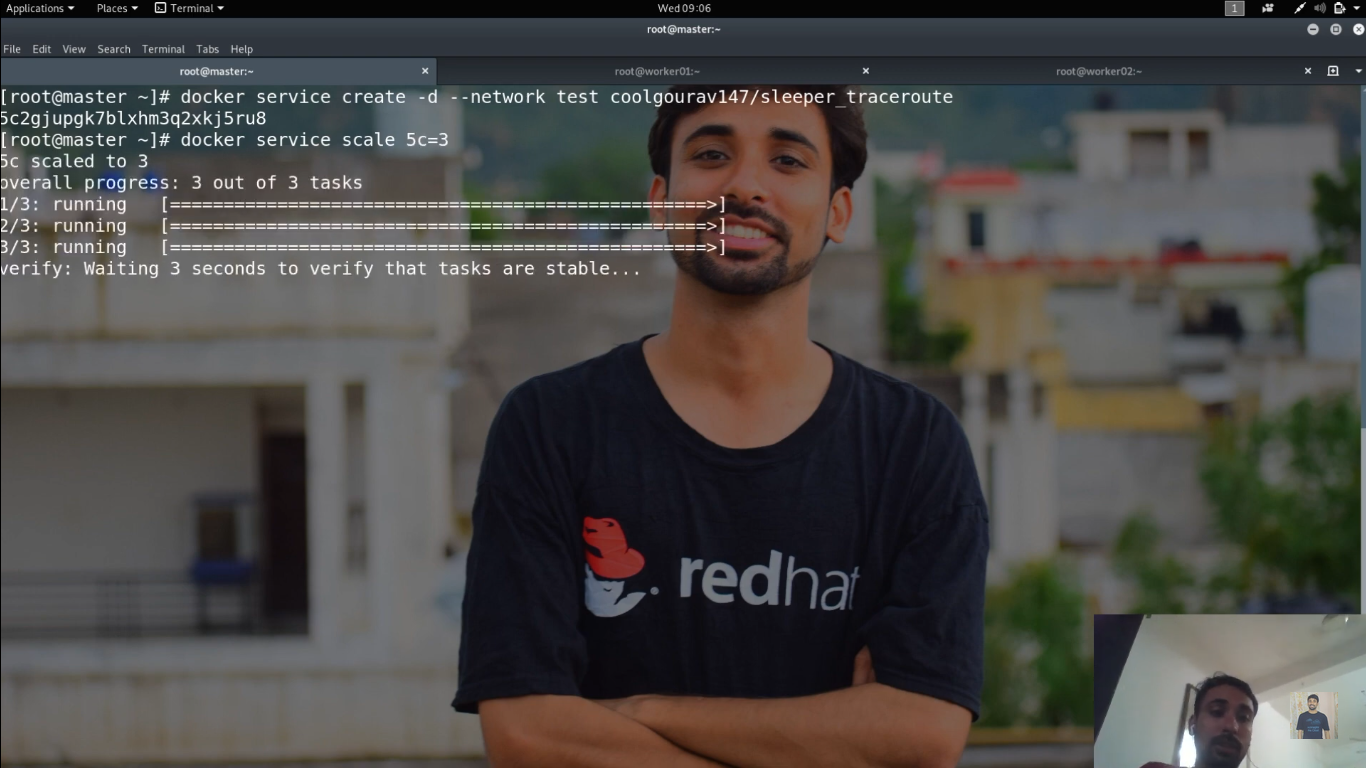 Applications Places Terminal Wed 09:06 1
root@master:~
File Edit View Search Terminal Tabs Help
root@master:~ root@worker01:~ root@worker02:~
[root@master ~]# docker service create -d --network test coolgourav147/sleeper_traceroute
5c2gjupgk7blxhm3q2xkj5ru8
[root@master ~]# docker service scale 5c=3
5c scaled to 3
overall progress: 3 out of 3 tasks
1/3: running [==================================================>]
2/3: running [==================================================>]
3/3: running [==================================================>]
verify: Waiting 3 seconds to verify that tasks are stable...
redhat